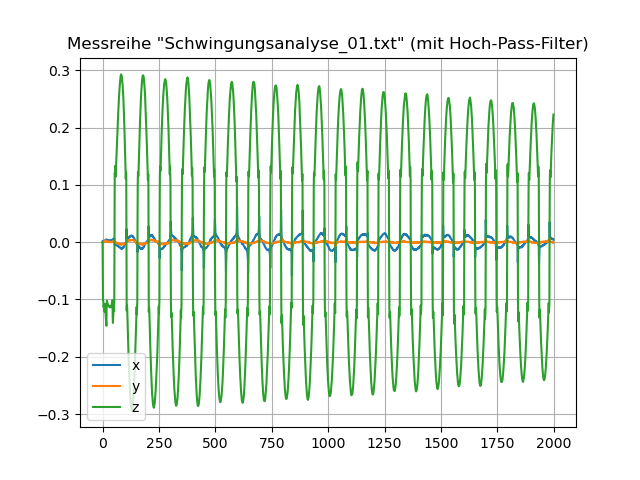 Messreihe "Schwingungsanalyse_01.txt" (mit Hoch-Pass-Filter)
0.3
0.2
0.1
0.0
−0.1
−0.2
−0.3
x
y
z
0 250 500 750 1000 1250 1500 1750 2000